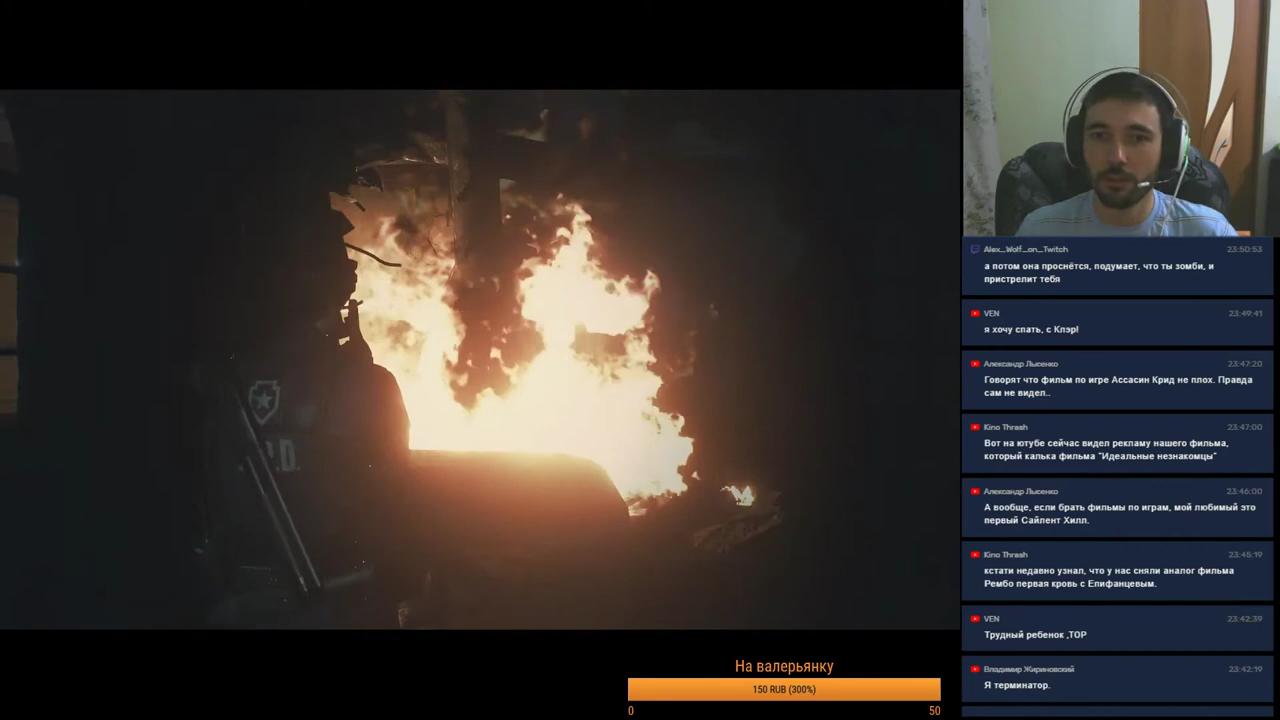 .P.D.
На валерьянку
150 RUB (300%)
0
50
Alex_Wolf_on_Twitch
23:50:53
а потом она проснётся, подумает, что ты зомби, и
пристрелит тебя
VEN
23:49:41
я хочу спать, с Клэр!
Александр Лысенко
23:47:20
Говорят что фильм по игре Ассасин Крид не плох. Правда
сам не видел..
Kino Thrash
23:47:00
Вот на ютубе сейчас видел рекламу нашего фильма,
который калька фильма "Идеальные незнакомцы"
Александр Лысенко
23:46:00
А вообще, если брать фильмы по играм, мой любимый это
первый Сайлент Хилл.
Kino Thrash
23:45:19
кстати недавно узнал, что у нас сняли аналог фильма
Рембо первая кровь с Епифанцевым.
VEN
23:42:39
Трудный ребенок ,ТОР
Владимир Жириновский
23:42:19
Я терминатор.